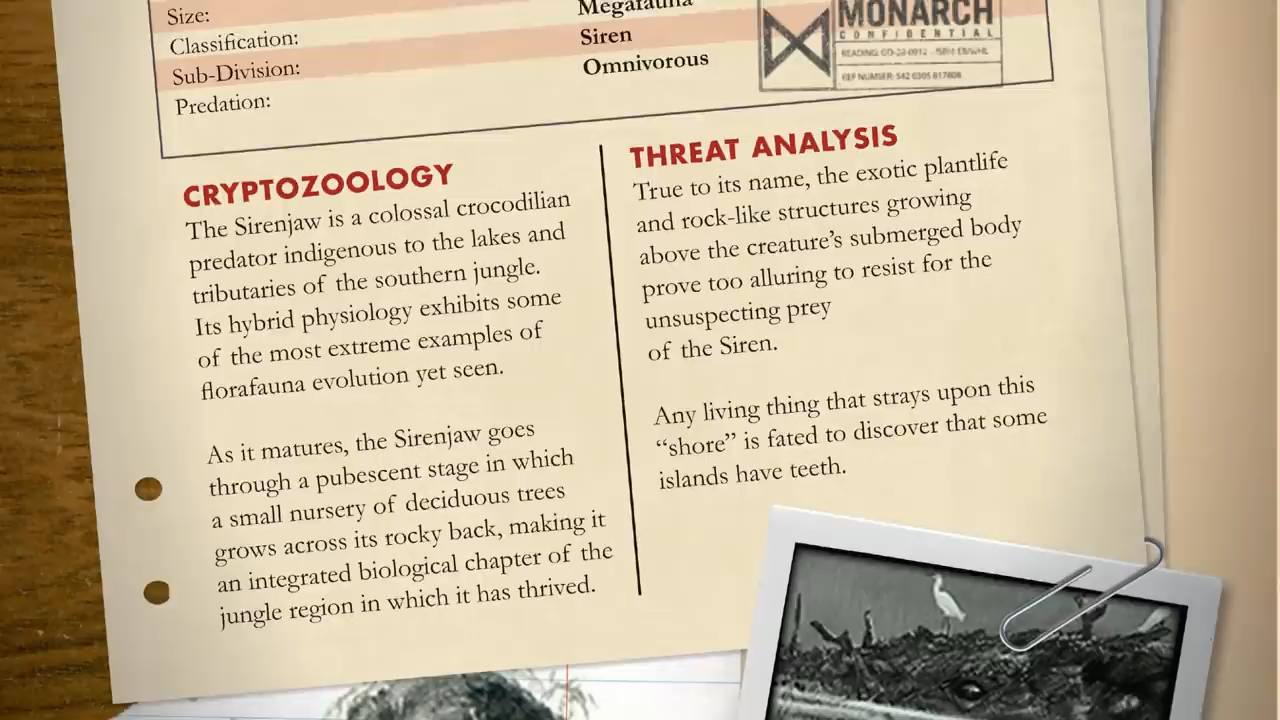 Size:
Megafauna
Classification:
Siren
Sub-Division:
Omnivorous
Predation:
MONARCH
CONFIDENTIAL
CRYPTOZOOLOGY
The Sirenjaw is a colossal crocodilian
predator indigenous to the lakes and
tributaries of the southern jungle.
Its hybrid physiology exhibits some
of the most extreme examples of
florafauna evolution yet seen.
As it matures, the Sirenjaw goes
through a pubescent stage in which
a small nursery of deciduous trees
grows across its rocky back, making it
an integrated biological chapter of the
jungle region in which it has thrived.
THREAT ANALYSIS
True to its name, the exotic plantlife
and rock-like structures growing
above the creature’s submerged body
prove too alluring to resist for the
unsuspecting prey
of the Siren.
Any living thing that strays upon this
“shore” is fated to discover that some
islands have teeth.